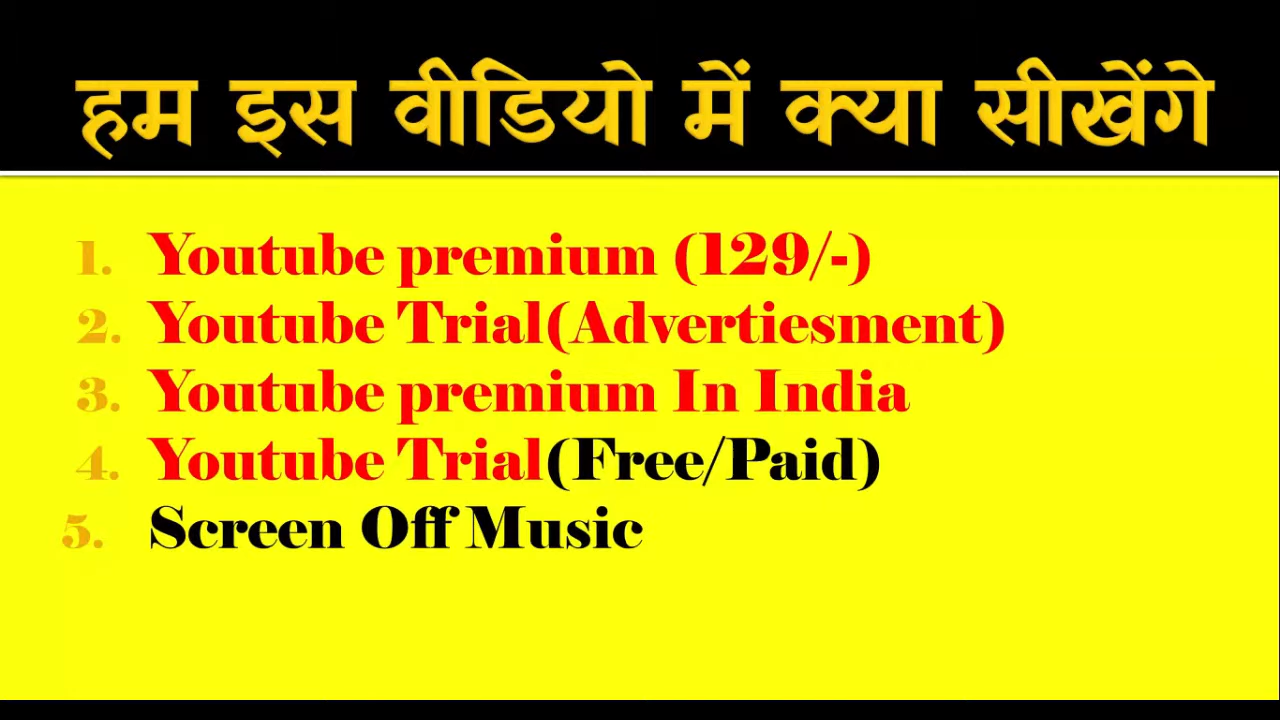 हम इस वीडियो में क्या सीखेंगे
1. Youtube premium (129/-)
2. Youtube Trial(Advertiesment)
3. Youtube premium In India
4. Youtube Trial(Free/Paid)
5. Screen Off Music